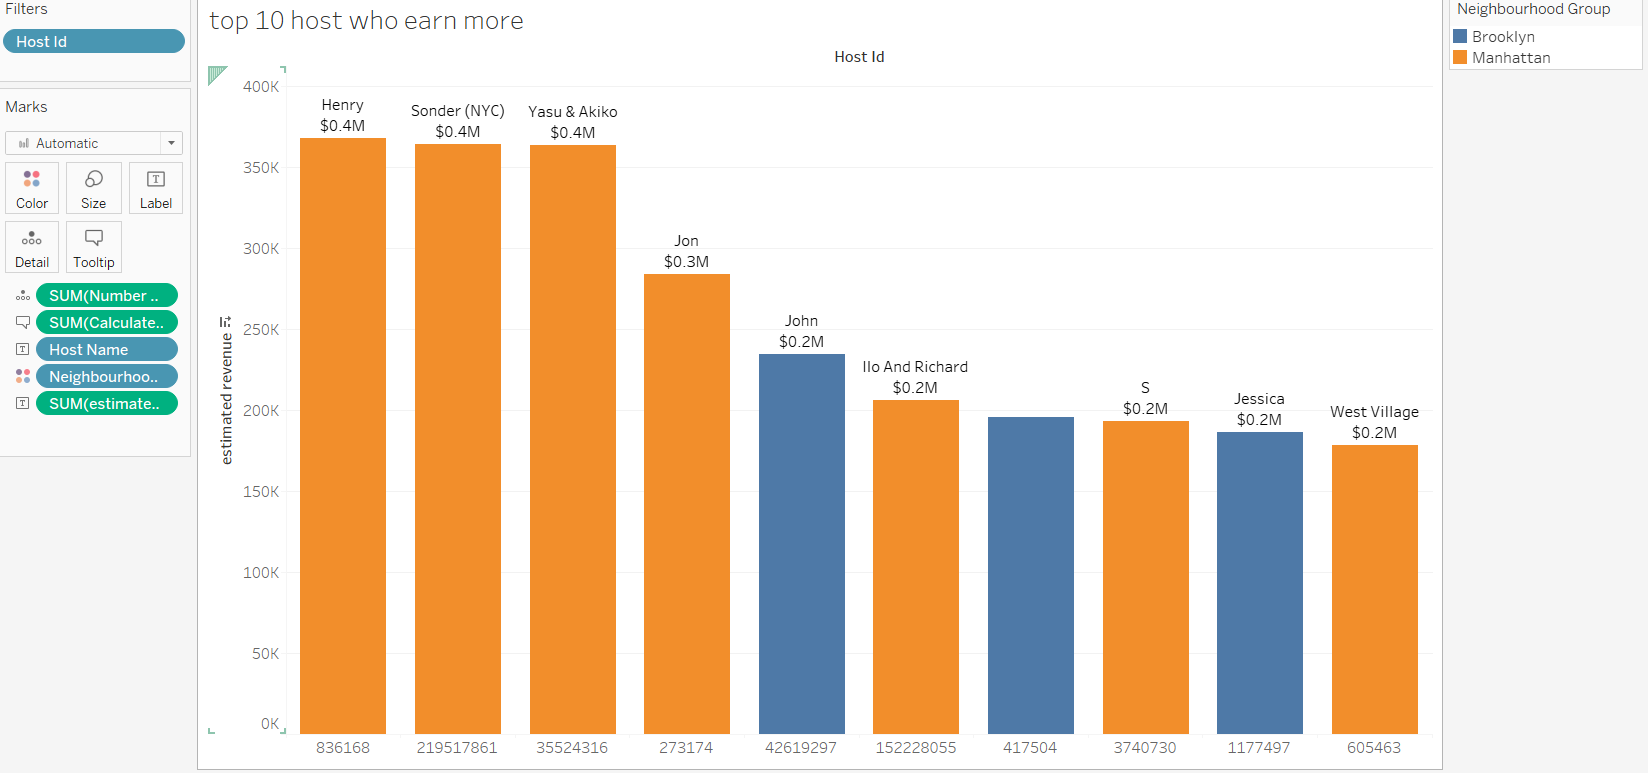 Filters
Host Id
Marks
Automatic
Color
Size
Label
Detail
Tooltip
SUM(Number ..
SUM(Calculate..
Host Name
Neighbourhoo..
SUM(estimate..
top 10 host who earn more
Host Id
estimated revenue
400K
350K
300K
250K
200K
150K
100K
50K
0K
Henry
$0.4M
Sonder (NYC)
$0.4M
Yasu & Akiko
$0.4M
Jon
$0.3M
John
$0.2M
Ilo And Richard
$0.2M
S
$0.2M
Jessica
$0.2M
West Village
$0.2M
836168
219517861
35524316
273174
42619297
152228055
417504
3740730
1177497
605463
Neighbourhood Group
Brooklyn
Manhattan